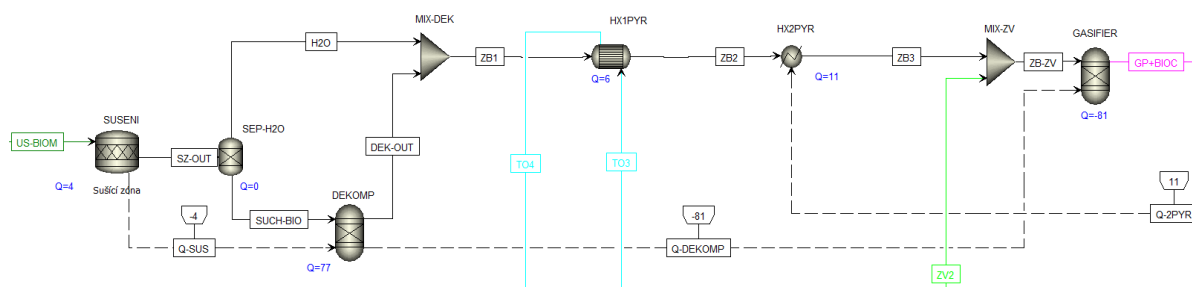 MIX-DEK
HX1PYR
HX2PYR
MIX-ZV
GASIFIER
H2O
ZB1
ZB2
ZB3
ZB-ZV
GP+BIOC
Q=6
Q=11
Q=-81
SUSENI
SEP-H2O
US-BIOM
SZ-OUT
DEK-OUT
TO4
TO3
Q=4
Sušící zóna
Q=0
DEKOMP
11
-4
SUCH-BIO
-81
Q-2PYR
Q-SUS
Q-DEKOMP
Q=77
ZV2